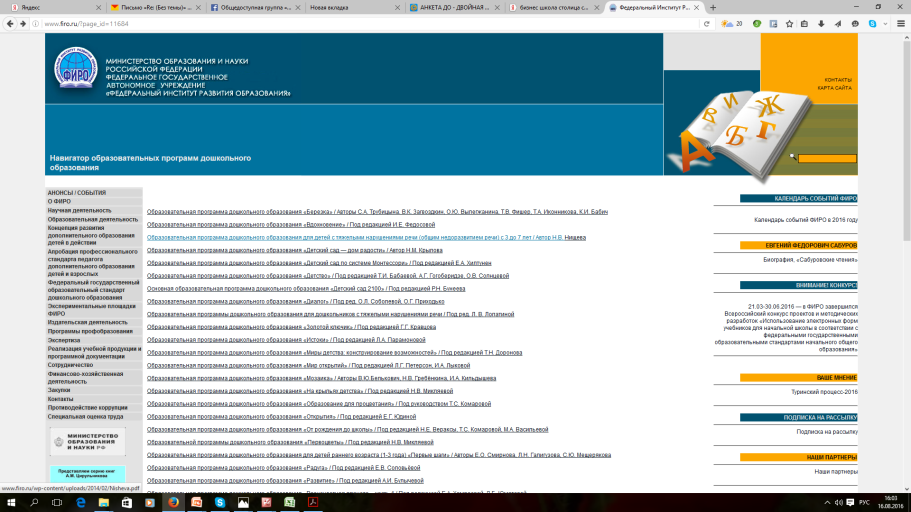 Яндекс
Письмо «Re: (Без темы)» –
Общедоступная группа «...
Новая вкладка
АНКЕТА ДО - ДВОЙНАЯ ...
бизнес школа столица с...
Федеральный Институт Р...
www.firo.ru/?page_id=11684
20
ФИРО
МИНИСТЕРСТВО ОБРАЗОВАНИЯ И НАУКИ
РОССИЙСКОЙ ФЕДЕРАЦИИ
ФЕДЕРАЛЬНОЕ ГОСУДАРСТВЕННОЕ
АВТОНОМНОЕ УЧРЕЖДЕНИЕ
«ФЕДЕРАЛЬНЫЙ ИНСТИТУТ РАЗВИТИЯ ОБРАЗОВАНИЯ»
КОНТАКТЫ
КАРТА САЙТА
А В И Б Ж Г
Навигатор образовательных программ дошкольного
образования
АНОНСЫ / СОБЫТИЯ
О ФИРО
Научная деятельность
Образовательная деятельность
Концепция развития
дополнительного образования
детей в действии
Апробация профессионального
стандарта педагога
дополнительного образования
детей и взрослых
Федеральный государственный
образовательный стандарт
дошкольного образования
Экспериментальные площадки
ФИРО
Издательская деятельность
Программы профобразования
Экспертиза
Реализация учебной продукции и
программной документации
Сотрудничество
Финансово-хозяйственная
деятельность
Закупки
Контакты
Противодействие коррупции
Специальная оценка труда
МИНИСТЕРСТВО
ОБРАЗОВАНИЯ
И НАУКИ РФ
Представляем серию книг
А.М. Цирульникова
Образовательная программа дошкольного образования «Березка» / Авторы С.А. Трубицына, В.К. Загвоздкин, О.Ю. Вылегжанина, Т.В. Фишер, Т.А. Иконникова, К.И. Бабич
Образовательная программа дошкольного образования «Вдохновение» / Под редакцией И.Е. Федосовой
Образовательная программа дошкольного образования для детей с тяжелыми нарушениями речи (общим недоразвитием речи) с 3 до 7 лет / Автор Н.В. Нищева
Образовательная программа дошкольного образования «Детский сад — дом радости» / Автор Н.М. Крылова
Образовательная программа дошкольного образования «Детский сад по системе Монтессори» / Под редакцией Е.А. Хилтунен
Образовательная программа дошкольного образования «Детство» / Под редакцией Т.И. Бабаевой, А.Г. Гогоберидзе, О.В. Солнцевой
Основная образовательная программа дошкольного образования «Детский сад 2100» / Под редакцией Р.Н. Бунеева
Образовательная программа дошкольного образования «Диалог» / Под ред. О.Л. Соболевой, О.Г. Приходько
Образовательная программа дошкольного образования для дошкольников с тяжелыми нарушениями речи / Под ред. Л. В. Лопатиной
Образовательная программа дошкольного образования «Золотой ключик» / Под редакцией Г.Г. Кравцова
Образовательная программа дошкольного образования «Истоки» / Под редакцией Л.А. Парамоновой
Образовательная программа дошкольного образования «Миры детства: конструирование возможностей» / Под редакцией Т.Н. Доронова
Образовательная программа дошкольного образования «Мир открытий» / Под редакцией Л.Г. Петерсон, И.А. Лыковой
Образовательная программа дошкольного образования «Мозаика» / Авторы В.Ю.Белькович, Н.В. Гребёнкина, И.А. Кильдышева
Образовательная программа дошкольного образования «На крыльях детства» / Под редакцией Н.В. Микляевой
Образовательная программа дошкольного образования «Образование для процветания» / Под руководством Т.С. Комаровой
Образовательная программа дошкольного образования «Открытия» / Под редакцией Е.Г. Юдиной
Образовательная программа дошкольного образования «От рождения до школы» / Под редакцией Н.Е. Вераксы, Т.С. Комаровой, М.А. Васильевой
Образовательной программы дошкольного образования «Первоцветы» / Под редакцией Н.В. Микляевой
Образовательная программа дошкольного образования для детей раннего возраста (1-3 года) «Первые шаги» / Авторы Е.О. Смирнова, Л.Н. Галигузова, С.Ю. Мещерякова
Образовательная программа дошкольного образования «Радуга» / Под редакцией Е.В. Соловьёвой
Образовательная программа дошкольного образования «Развитие» / Под редакцией А.И. Булычевой
КАЛЕНДАРЬ СОБЫТИЙ ФИРО
Календарь событий ФИРО в 2016 году
ЕВГЕНИЙ ФЕДОРОВИЧ САБУРОВ
Биография, «Сабуровские чтения»
ВНИМАНИЕ! КОНКУРС!
21.03-30.06.2016 — в ФИРО завершился
Всероссийский конкурс проектов и методических
разработок «Использование электронных форм
учебников для начальной школы в соответствии с
федеральными государственными
образовательными стандартами начального общего
образования»
ВАШЕ МНЕНИЕ
Туринский процесс-2016
ПОДПИСКА НА РАССЫЛКУ
Подписка на рассылку
НАШИ ПАРТНЕРЫ
Наши партнеры
www.firo.ru/wp-content/uploads/2014/02/Nisheva.pdf
РУС
16:03
16.08.2016